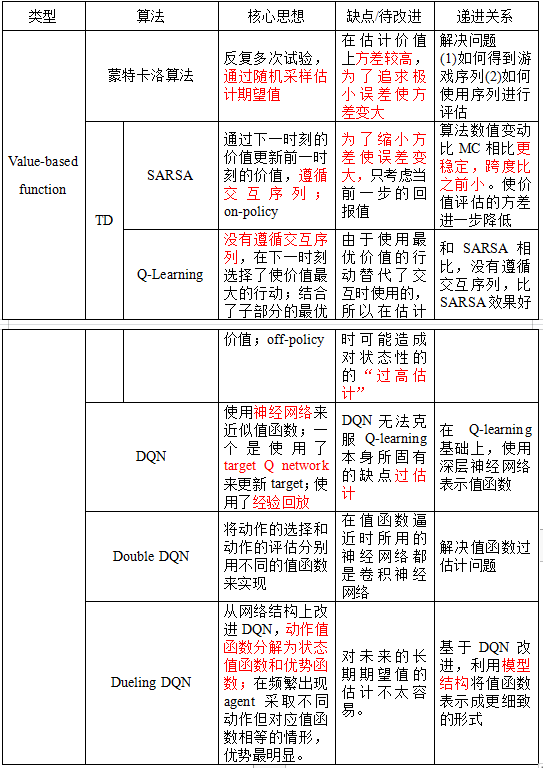 类型
算法
核心思想
缺点/待改进
递进关系
Value-based
function
蒙特卡洛算法
反复多次试验，
通过随机采样估
计期望值
在估计价值
上方差较高，
为了追求极
小误差使方
差变大
解决问题
(1)如何得到游
戏序列(2)如何
使用序列进行
评估
TD
SARSA
通过下一时刻的
价值更新前一时
刻的价值，遵循
交互序列；
on-policy
为了缩小方
差使误差变
大，只考虑当
前一步的回
报值
算法数值变动
比 MC 相比更
稳定，跨度比
之前小。使价
值评估的方差
进一步降低
Q-Learning
没有遵循交互序
列，在下一时刻
选择了使价值最
大的行动；结合
了子部分的最优
由于使用最
优价值的行
动替代了交
互时使用的，
所以在估计
和 SARSA 相
比，没有遵循
交互序列，比
SARSA 效果好
价值；off-policy
时可能造成
对状态性的
的“过高估
计”
DQN
使用神经网络来
近似值函数；一
个是使用了
target Q network
来更新 target；使
用了经验回放
DQN 无法克
服 Q-learning
本身所固有
的缺点过估
计
在 Q-learning
基础上，使用
深层神经网络
表示值函数
Double DQN
将动作的选择和
动作的评估分别
用不同的值函数
来实现
在值函数逼
近时所用的
神经网络都
是卷积神经
网络
解决值函数过
估计问题
Dueling DQN
从网络结构上改
进 DQN，动作值
函数分解为状态
值函数和优势函
数；在频繁出现
agent 采取不同
动作但对应值函
数相等的情形，
优势最明显。
对未来的长
期期望值的
估计不太容
易。
基于 DQN 改
进，利用模型
结构将值函数
表示成更细致
的形式